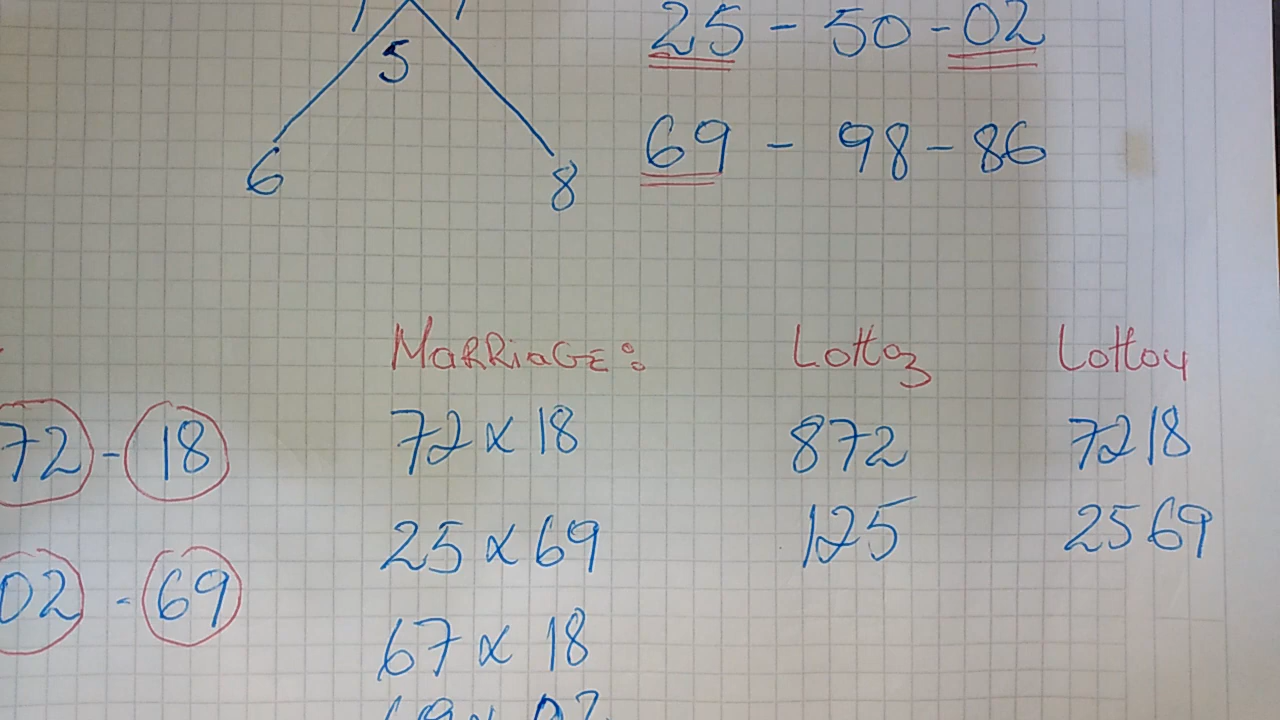 25 - 50 - 02
5
69 - 98 - 86
6 8
MaRRiaGe: Lotto3 Lotto4
72 - 18 72 x 18 872 7218
25 x 69 125 2569
02 - 69
67 x 18